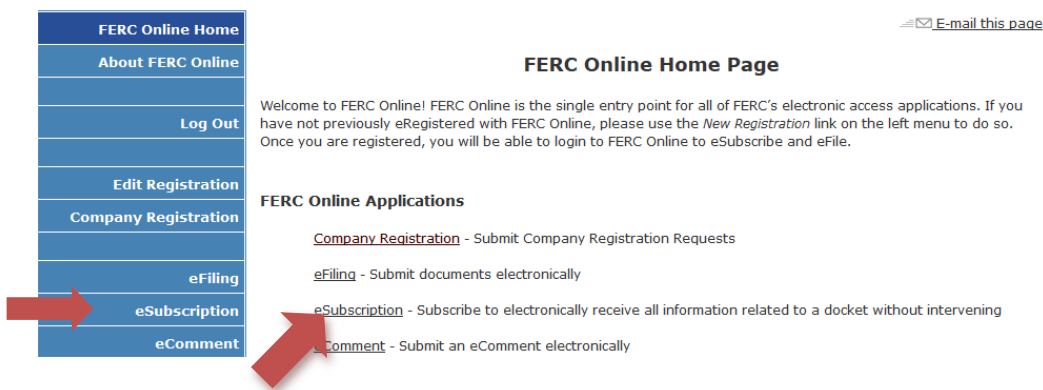 FERC Online Home
About FERC Online
Log Out
Edit Registration
Company Registration
eFiling
eSubscription
eComment
E-mail this page
FERC Online Home Page
Welcome to FERC Online! FERC Online is the single entry point for all of FERC's electronic access applications. If you
have not previously eRegistered with FERC Online, please use the New Registration link on the left menu to do so.
Once you are registered, you will be able to login to FERC Online to eSubscribe and eFile.
FERC Online Applications
Company Registration - Submit Company Registration Requests
eFiling - Submit documents electronically
eSubscription - Subscribe to electronically receive all information related to a docket without intervening
eComment - Submit an eComment electronically